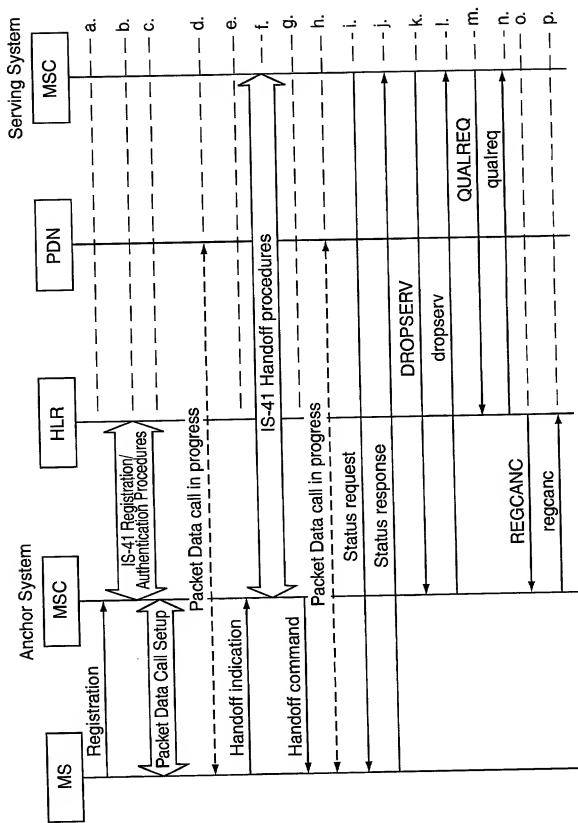 Anchor System
Serving System
MS
MSC
HLR
PDN
MSC
Registration
a.
IS-41 Registration/
Authentication Procedures
b.
Packet Data Call Setup
c.
Packet Data call in progress
d.
Handoff indication
e.
IS-41 Handoff procedures
f.
Handoff command
g.
Packet Data call in progress
h.
Status request
i.
Status response
j.
DROPSERV
k.
dropserv
l.
QUALREQ
m.
qualreq
n.
REGCANC
o.
regcanc
p.